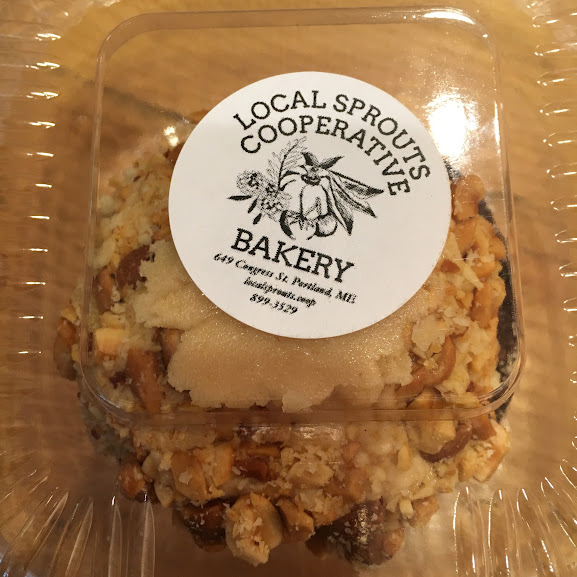 LOCAL SPROUTS
COOPERATIVE
BAKERY
649 Congress St. Portland, ME
localsprouts.coop
899-3529